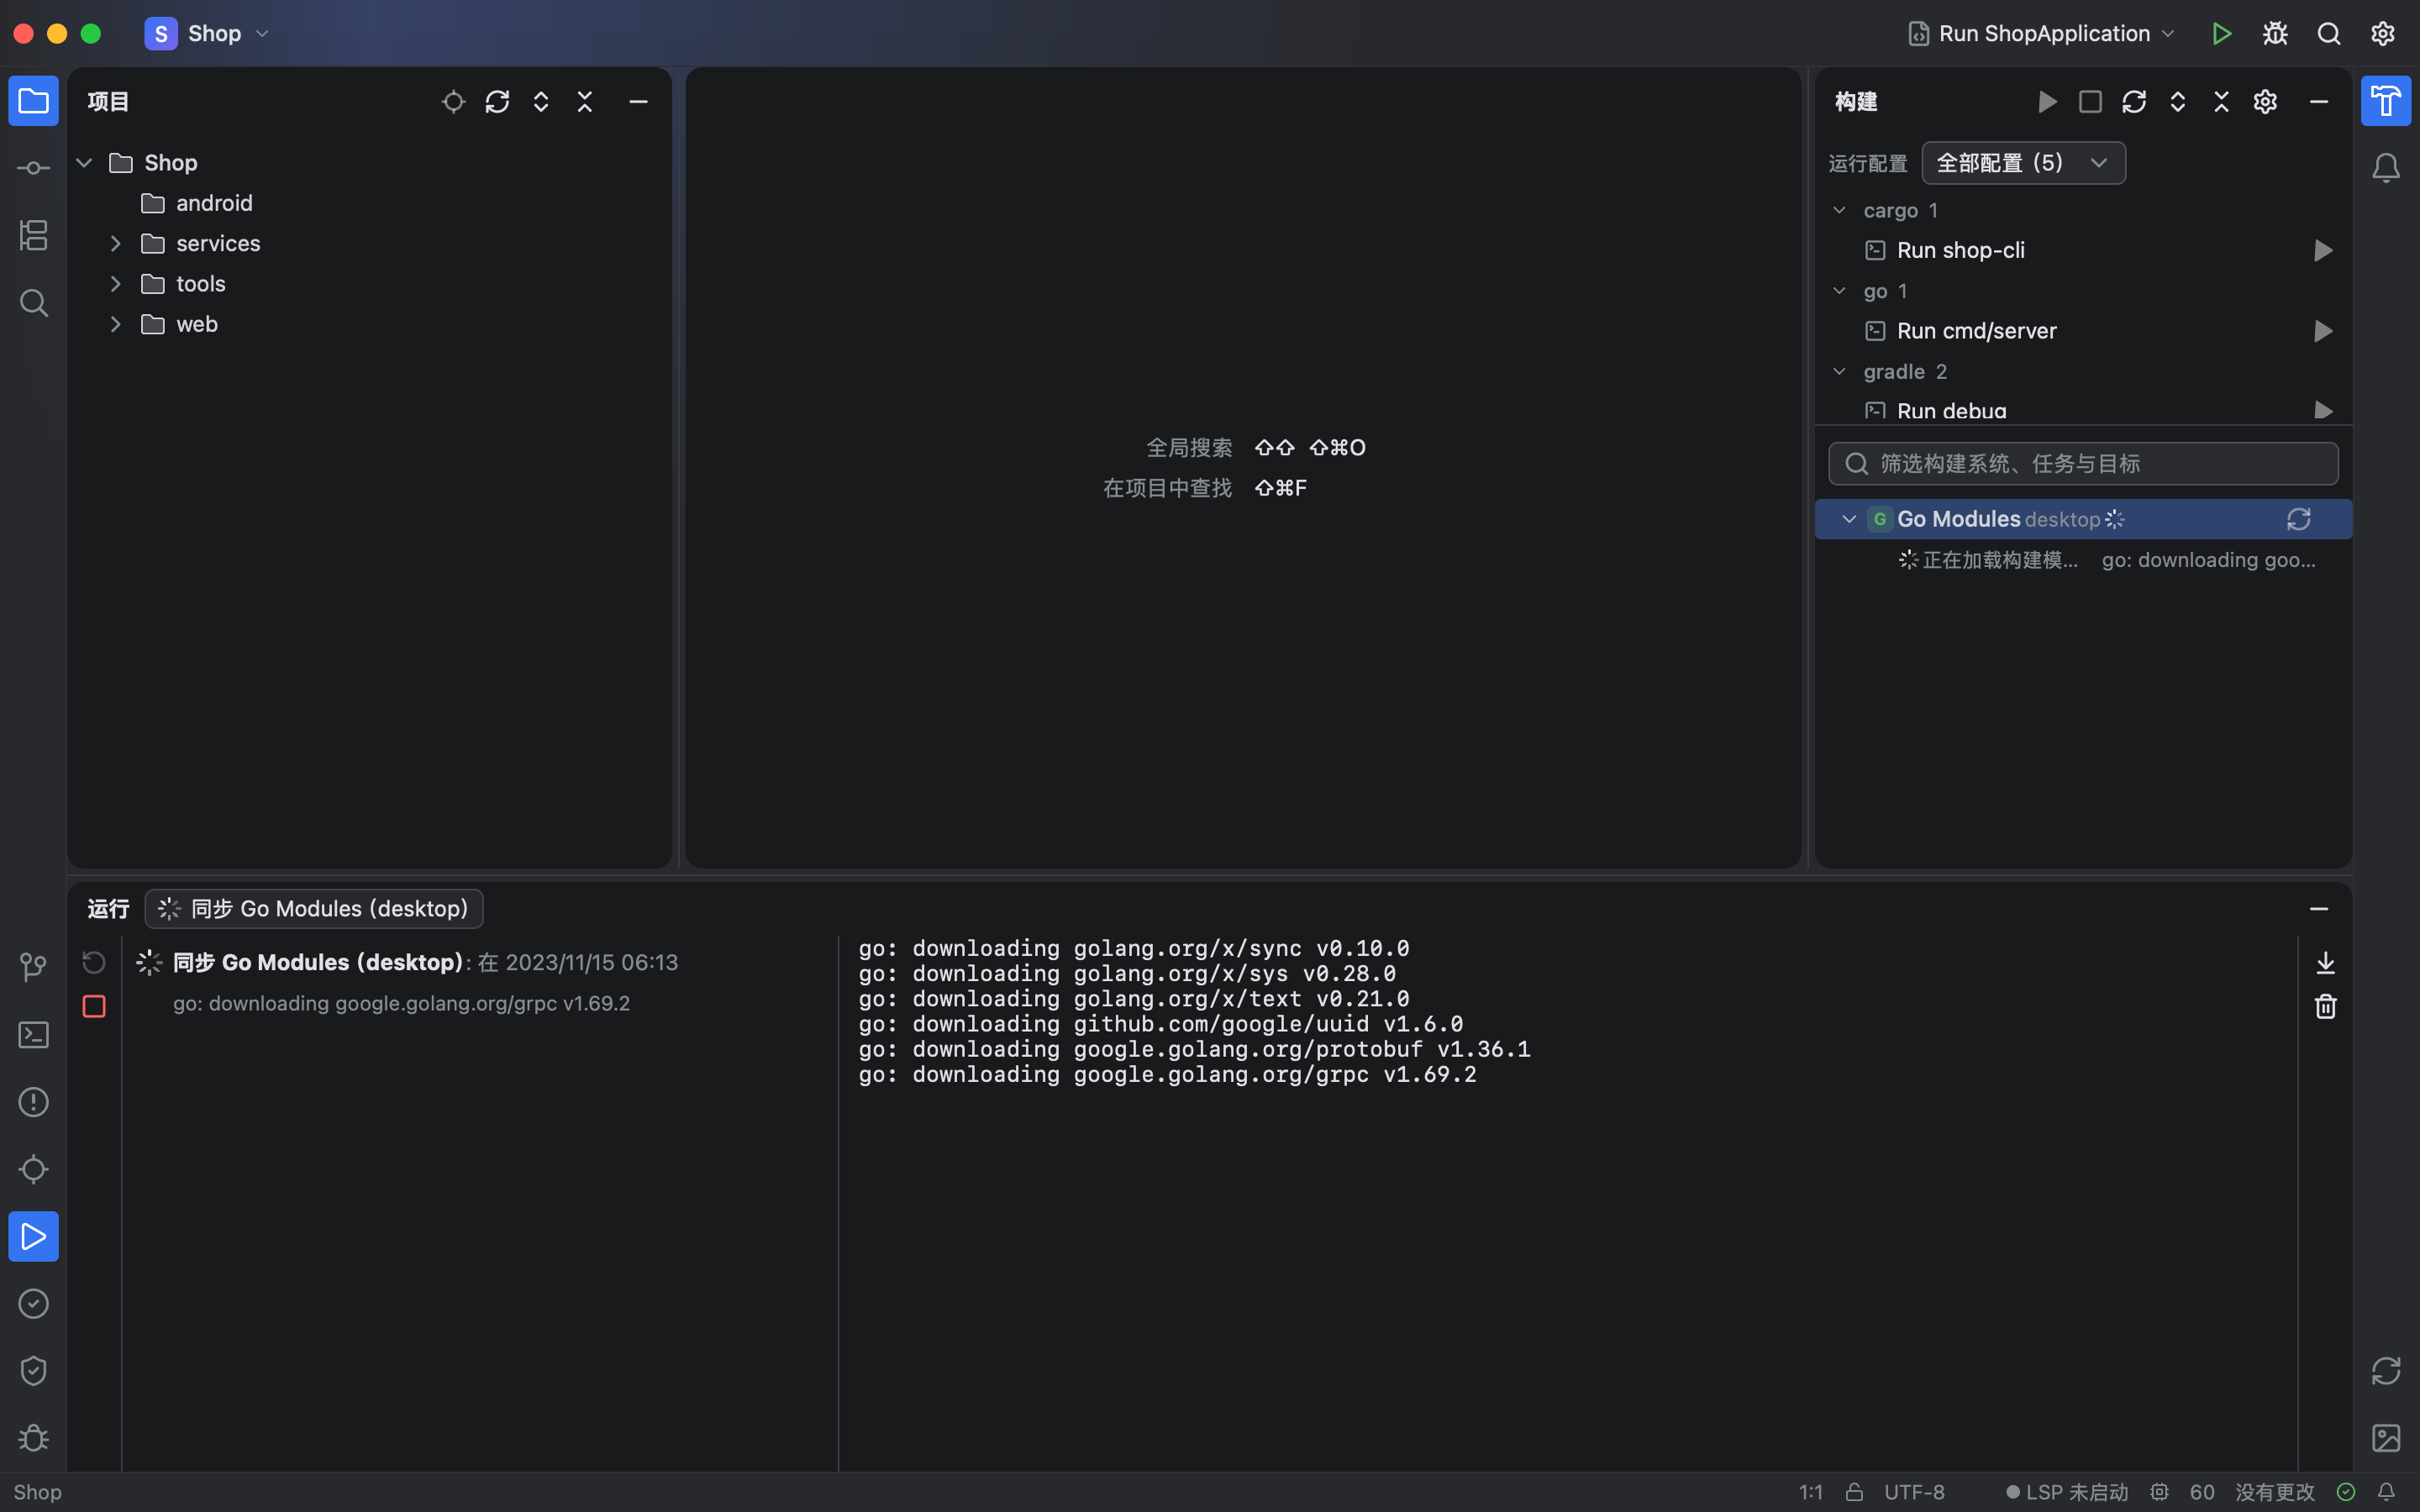 S Shop
Run ShopApplication
项目
Shop
android
services
tools
web
全局搜索 ⇧⇧ ⇧⌘O
在项目中查找 ⇧⌘F
构建
运行配置 全部配置 (5)
cargo 1
Run shop-cli
go 1
Run cmd/server
gradle 2
Run debug
筛选构建系统、任务与目标
G Go Modules desktop
正在加载构建模... go: downloading goo...
运行 同步 Go Modules (desktop)
同步 Go Modules (desktop): 在 2023/11/15 06:13
go: downloading google.golang.org/grpc v1.69.2
go: downloading golang.org/x/sync v0.10.0
go: downloading golang.org/x/sys v0.28.0
go: downloading golang.org/x/text v0.21.0
go: downloading github.com/google/uuid v1.6.0
go: downloading google.golang.org/protobuf v1.36.1
go: downloading google.golang.org/grpc v1.69.2
Shop
1:1 UTF-8 LSP 未启动 60 没有更改